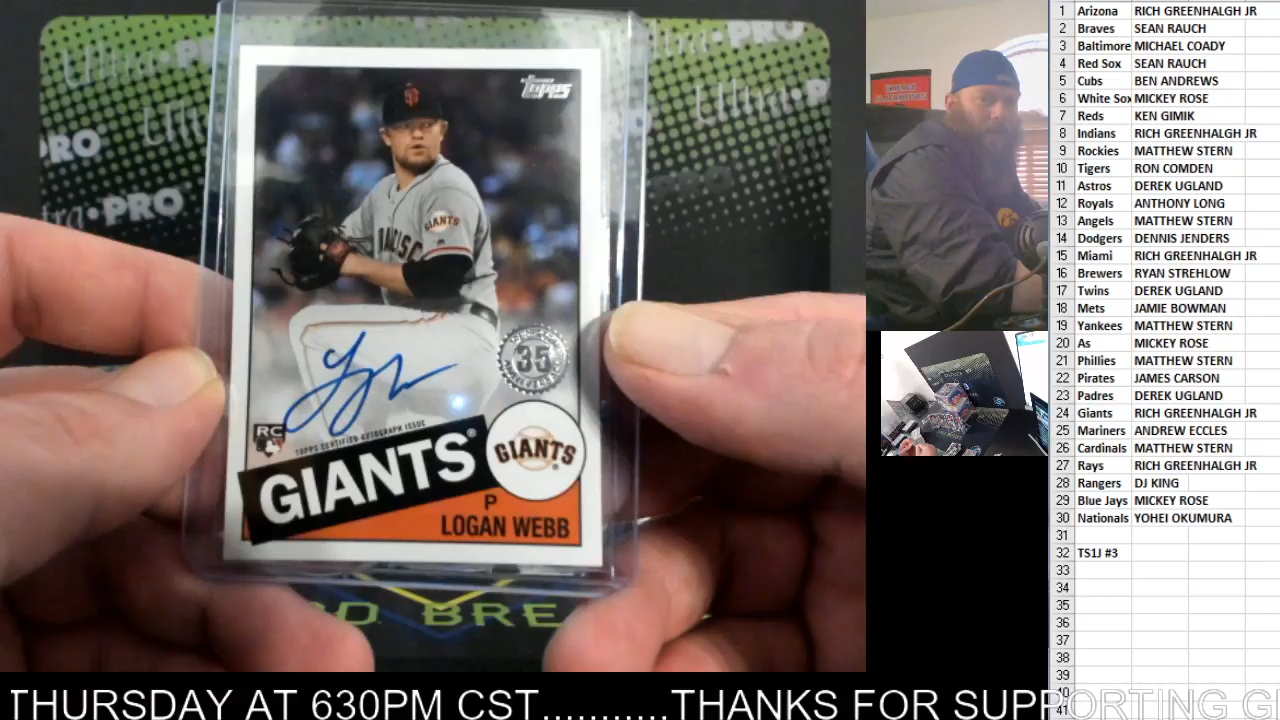 Ultra•PRO
PRO
topps
GIANTS
35
RC
TOPPS CERTIFIED AUTOGRAPH ISSUE
GIANTS
GIANTS
P
LOGAN WEBB
1 Arizona RICH GREENHALGH JR
2 Braves SEAN RAUCH
3 Baltimore MICHAEL COADY
4 Red Sox SEAN RAUCH
5 Cubs BEN ANDREWS
6 White Sox MICKEY ROSE
7 Reds KEN GIMIK
8 Indians RICH GREENHALGH JR
9 Rockies MATTHEW STERN
10 Tigers RON COMDEN
11 Astros DEREK UGLAND
12 Royals ANTHONY LONG
13 Angels MATTHEW STERN
14 Dodgers DENNIS JENDERS
15 Miami RICH GREENHALGH JR
16 Brewers RYAN STREHLOW
17 Twins DEREK UGLAND
18 Mets JAMIE BOWMAN
19 Yankees MATTHEW STERN
20 As MICKEY ROSE
21 Phillies MATTHEW STERN
22 Pirates JAMES CARSON
23 Padres DEREK UGLAND
24 Giants RICH GREENHALGH JR
25 Mariners ANDREW ECCLES
26 Cardinals MATTHEW STERN
27 Rays RICH GREENHALGH JR
28 Rangers DJ KING
29 Blue Jays MICKEY ROSE
30 Nationals YOHEI OKUMURA
31
32 TS1J #3
33
34
35
36
37
38
39
40
41
THURSDAY AT 630PM CST...........THANKS FOR SUPPORTING G